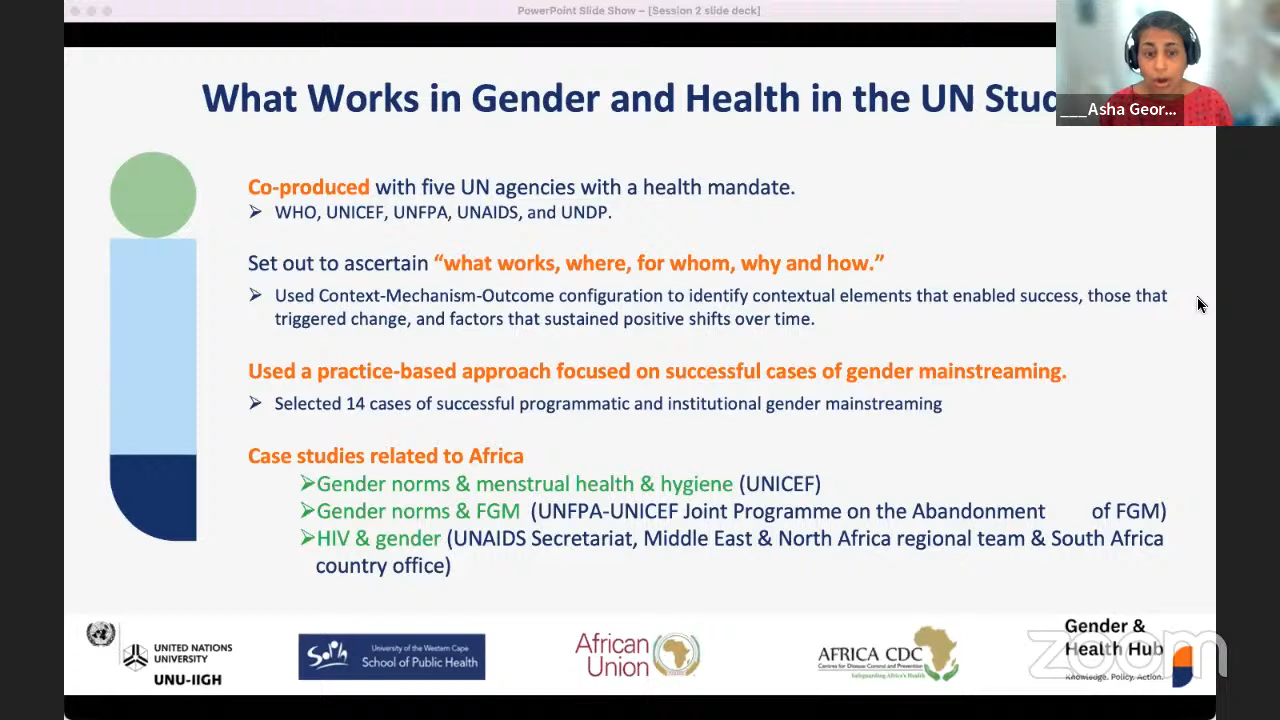 PowerPoint Slide Show – [Session 2 slide deck]
What Works in Gender and Health in the UN Stud
___Asha Geor...
Co-produced with five UN agencies with a health mandate.
➢ WHO, UNICEF, UNFPA, UNAIDS, and UNDP.
Set out to ascertain “what works, where, for whom, why and how.”
➢ Used Context-Mechanism-Outcome configuration to identify contextual elements that enabled success, those that
triggered change, and factors that sustained positive shifts over time.
Used a practice-based approach focused on successful cases of gender mainstreaming.
➢ Selected 14 cases of successful programmatic and institutional gender mainstreaming
Case studies related to Africa
➢Gender norms & menstrual health & hygiene (UNICEF)
➢Gender norms & FGM (UNFPA-UNICEF Joint Programme on the Abandonment of FGM)
➢HIV & gender (UNAIDS Secretariat, Middle East & North Africa regional team & South Africa
country office)
UNITED NATIONS
UNIVERSITY
UNU-IIGH
SoPH
University of the Western Cape
School of Public Health
African
Union
AFRICA CDC
Centres for Disease Control and Prevention
Safeguarding Africa's Health
Gender &
Health Hub
Knowledge. Policy. Action.
zoom